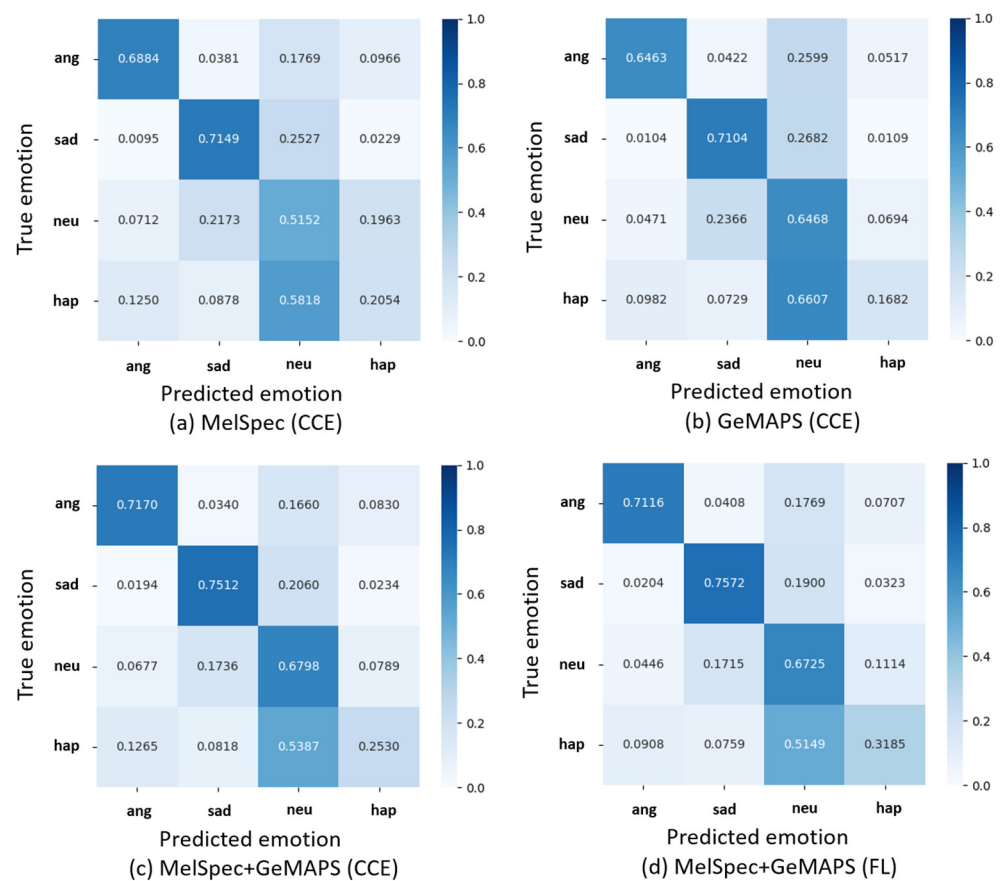 1.0
ang 0.6884 0.0381 0.1769 0.0966
0.8
sad 0.0095 0.7149 0.2527 0.0229
0.6
True emotion
0.4
neu 0.0712 0.2173 0.5152 0.1963
0.2
hap 0.1250 0.0878 0.5818 0.2054
0.0
ang sad neu hap
Predicted emotion
(a) MelSpec (CCE)
1.0
ang 0.6463 0.0422 0.2599 0.0517
0.8
sad 0.0104 0.7104 0.2682 0.0109
0.6
True emotion
0.4
neu 0.0471 0.2366 0.6468 0.0694
0.2
hap 0.0982 0.0729 0.6607 0.1682
0.0
ang sad neu hap
Predicted emotion
(b) GeMAPS (CCE)
1.0
ang 0.7170 0.0340 0.1660 0.0830
0.8
sad 0.0194 0.7512 0.2060 0.0234
0.6
True emotion
0.4
neu 0.0677 0.1736 0.6798 0.0789
0.2
hap 0.1265 0.0818 0.5387 0.2530
0.0
ang sad neu hap
Predicted emotion
(c) MelSpec+GeMAPS (CCE)
1.0
ang 0.7116 0.0408 0.1769 0.0707
0.8
sad 0.0204 0.7572 0.1900 0.0323
0.6
True emotion
0.4
neu 0.0446 0.1715 0.6725 0.1114
0.2
hap 0.0908 0.0759 0.5149 0.3185
0.0
ang sad neu hap
Predicted emotion
(d) MelSpec+GeMAPS (FL)